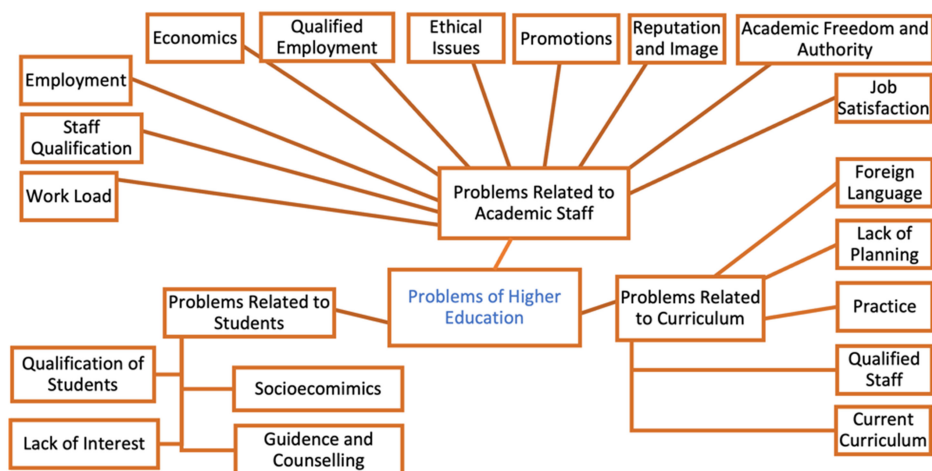 Economics
Qualified
Employment
Ethical
Issues
Promotions
Reputation
and Image
Academic Freedom and
Authority
Employment
Job
Satisfaction
Staff
Qualification
Work Load
Problems Related to
Academic Staff
Foreign
Language
Lack of
Planning
Problems of Higher
Education
Problems Related to
Students
Problems Related
to Curriculum
Practice
Qualification of
Students
Socioecomimics
Qualified
Staff
Lack of Interest
Guidence and
Counselling
Current
Curriculum